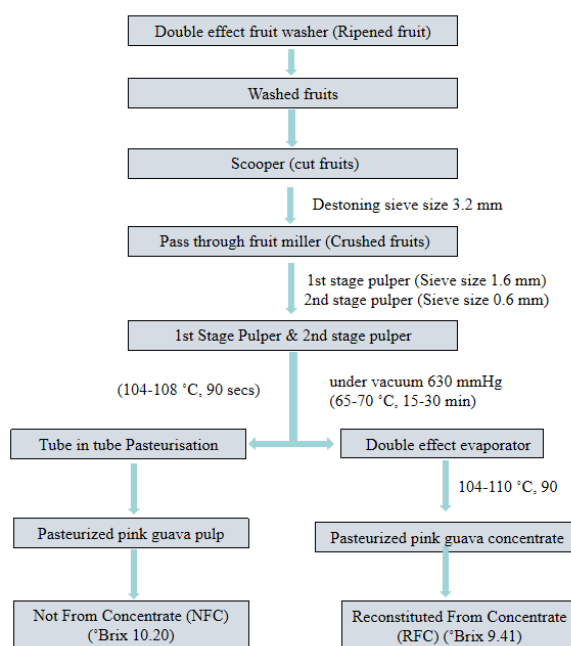 Double effect fruit washer (Ripened fruit)
Washed fruits
Scooper (cut fruits)
Destoning sieve size 3.2 mm
Pass through fruit miller (Crushed fruits)
1st stage pulper (Sieve size 1.6 mm)
2nd stage pulper (Sieve size 0.6 mm)
1st Stage Pulper & 2nd stage pulper
(104-108 °C, 90 secs)
under vacuum 630 mmHg
(65-70 °C, 15-30 min)
Tube in tube Pasteurisation
Double effect evaporator
104-110 °C, 90
Pasteurized pink guava pulp
Pasteurized pink guava concentrate
Not From Concentrate (NFC)
(°Brix 10.20)
Reconstituted From Concentrate
(RFC) (°Brix 9.41)